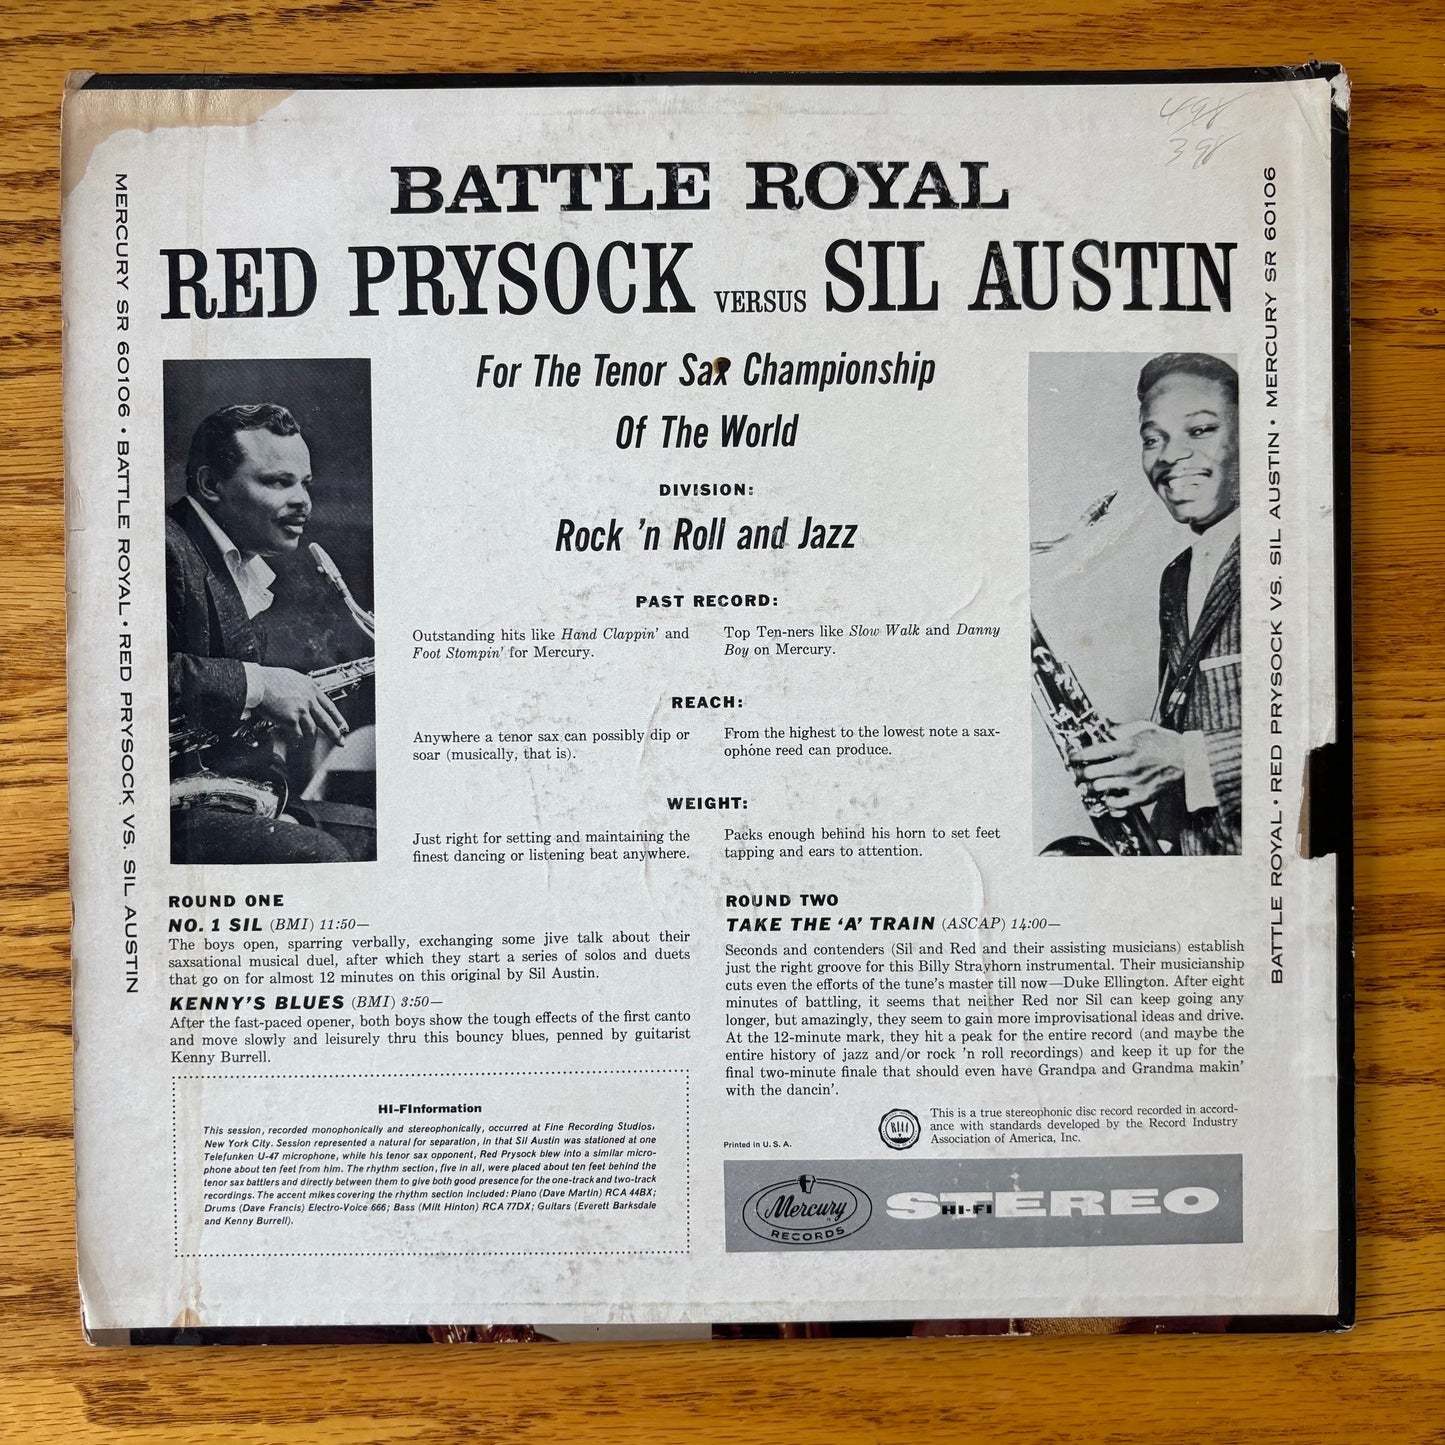 498
398
BATTLE ROYAL
RED PRYSOCK VERSUS SIL AUSTIN
For The Tenor Sax Championship
Of The World
DIVISION:
Rock 'n Roll and Jazz
PAST RECORD:
Outstanding hits like Hand Clappin' and
Foot Stompin' for Mercury.
Top Ten-ners like Slow Walk and Danny
Boy on Mercury.
REACH:
Anywhere a tenor sax can possibly dip or
soar (musically, that is).
From the highest to the lowest note a sax-
ophone reed can produce.
WEIGHT:
Just right for setting and maintaining the
finest dancing or listening beat anywhere.
Packs enough behind his horn to set feet
tapping and ears to attention.
ROUND ONE
NO. 1 SIL (BMI) 11:50—
The boys open, sparring verbally, exchanging some jive talk about their
saxsational musical duel, after which they start a series of solos and duets
that go on for almost 12 minutes on this original by Sil Austin.
KENNY'S BLUES (BMI) 3:50—
After the fast-paced opener, both boys show the tough effects of the first canto
and move slowly and leisurely thru this bouncy blues, penned by guitarist
Kenny Burrell.
HI-FInformation
This session, recorded monophonically and stereophonically, occurred at Fine Recording Studios,
New York City. Session represented a natural for separation, in that Sil Austin was stationed at one
Telefunken U-47 microphone, while his tenor sax opponent, Red Prysock blew into a similar micro-
phone about ten feet from him. The rhythm section, five in all, were placed about ten feet behind the
tenor sax battlers and directly between them to give both good presence for the one-track and two-track
recordings. The accent mikes covering the rhythm section included: Piano (Dave Martin) RCA 44BX;
Drums (Dave Francis) Electro-Voice 666; Bass (Milt Hinton) RCA 77DX; Guitars (Everett Barksdale
and Kenny Burrell).
ROUND TWO
TAKE THE 'A' TRAIN (ASCAP) 14:00—
Seconds and contenders (Sil and Red and their assisting musicians) establish
just the right groove for this Billy Strayhorn instrumental. Their musicianship
cuts even the efforts of the tune's master till now—Duke Ellington. After eight
minutes of battling, it seems that neither Red nor Sil can keep going any
longer, but amazingly, they seem to gain more improvisational ideas and drive.
At the 12-minute mark, they hit a peak for the entire record (and maybe the
entire history of jazz and/or rock 'n roll recordings) and keep it up for the
final two-minute finale that should even have Grandpa and Grandma makin'
with the dancin'.
Printed in U. S. A.
RIAA
This is a true stereophonic disc record recorded in accord-
ance with standards developed by the Record Industry
Association of America, Inc.
Mercury
RECORDS
STEREO
HI-FI
MERCURY SR 60106 • BATTLE ROYAL • RED PRYSOCK VS. SIL AUSTIN
BATTLE ROYAL • RED PRYSOCK VS. SIL AUSTIN • MERCURY SR 60106